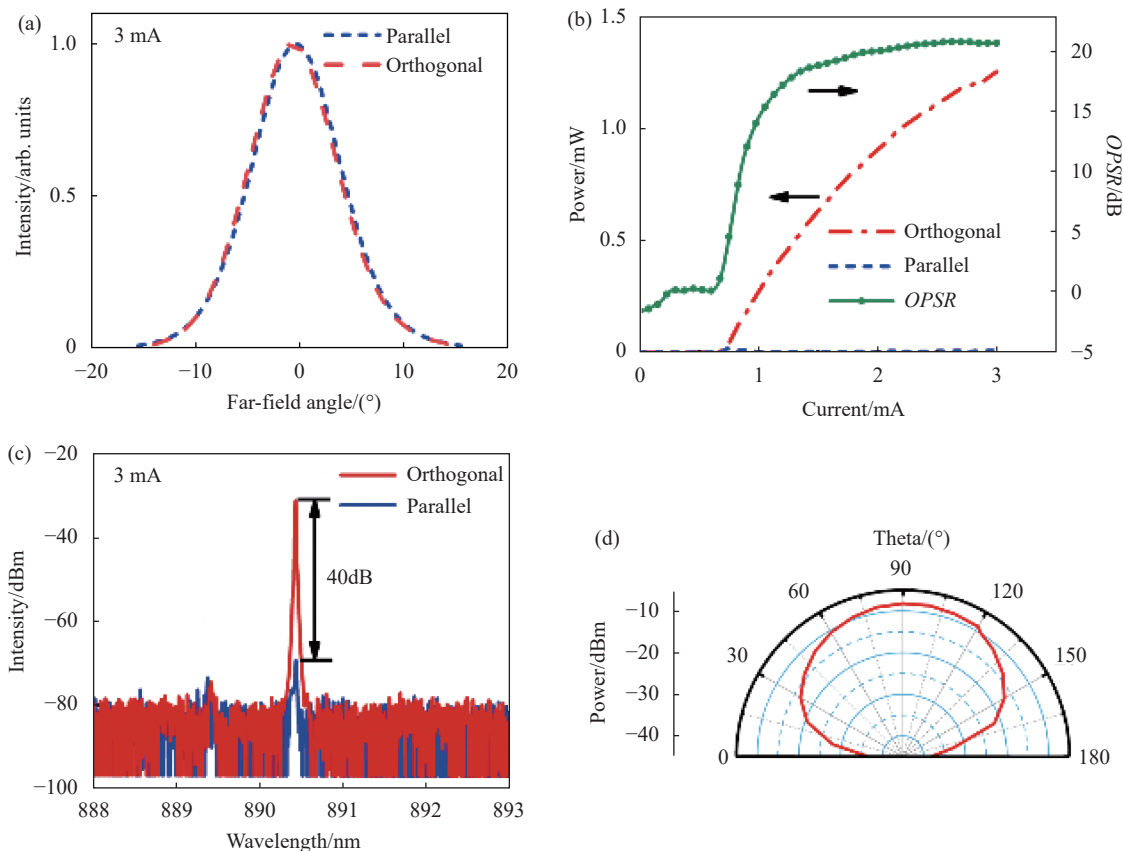 (a)
3 mA
Parallel
Orthogonal
1.0
0.5
0
Intensity/arb. units
−20
−10
0
10
20
Far-field angle/(°)
(b)
1.5
1.0
0.5
0
Power/mW
20
15
10
5
0
−5
OPSR/dB
Orthogonal
Parallel
OPSR
0
1
2
3
Current/mA
(c)
3 mA
Orthogonal
Parallel
40dB
−20
−40
−60
−80
−100
Intensity/dBm
888
889
890
891
892
893
Wavelength/nm
(d)
Theta/(°)
90
60
120
30
150
0
180
−10
−20
−30
−40
Power/dBm